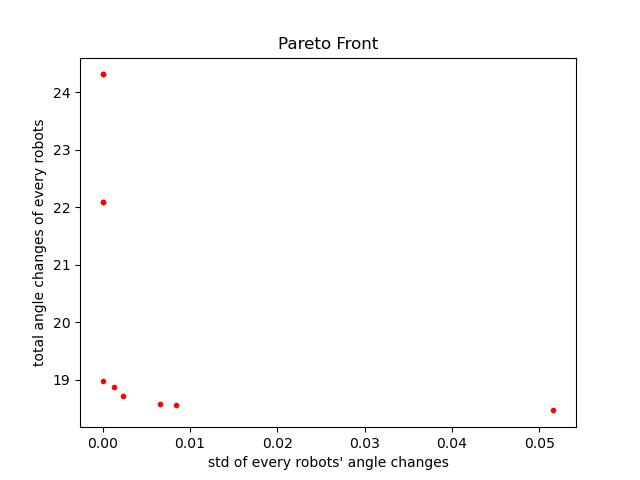 Pareto Front
total angle changes of every robots
24
23
22
21
20
19
0.00 0.01 0.02 0.03 0.04 0.05
std of every robots' angle changes